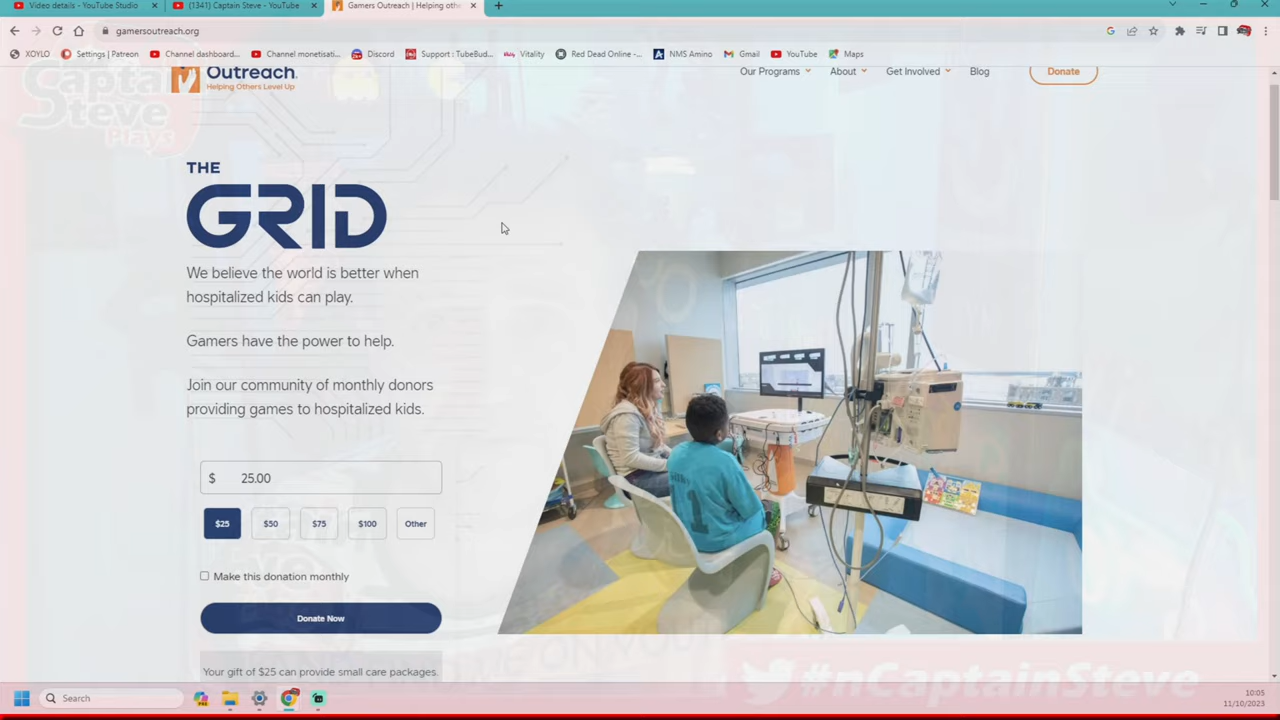 Video details - YouTube Studio
(1341) Captain Steve - YouTube
Gamers Outreach | Helping othe
gamersoutreach.org
XOYLO
Settings | Patreon
Channel dashboard...
Channel monetisati...
Discord
Support : TubeBud...
Vitality
Red Dead Online -...
NMS Amino
Gmail
YouTube
Maps
Captain
Steve
Plays
Outreach.
Helping Others Level Up
Our Programs
About
Get Involved
Blog
Donate
THE
GRID
We believe the world is better when
hospitalized kids can play.
Gamers have the power to help.
Join our community of monthly donors
providing games to hospitalized kids.
$ 25.00
$25 $50 $75 $100 Other
Make this donation monthly
Donate Now
Your gift of $25 can provide small care packages.
1
#nCaptainSteve
Search
10:05
11/10/2023